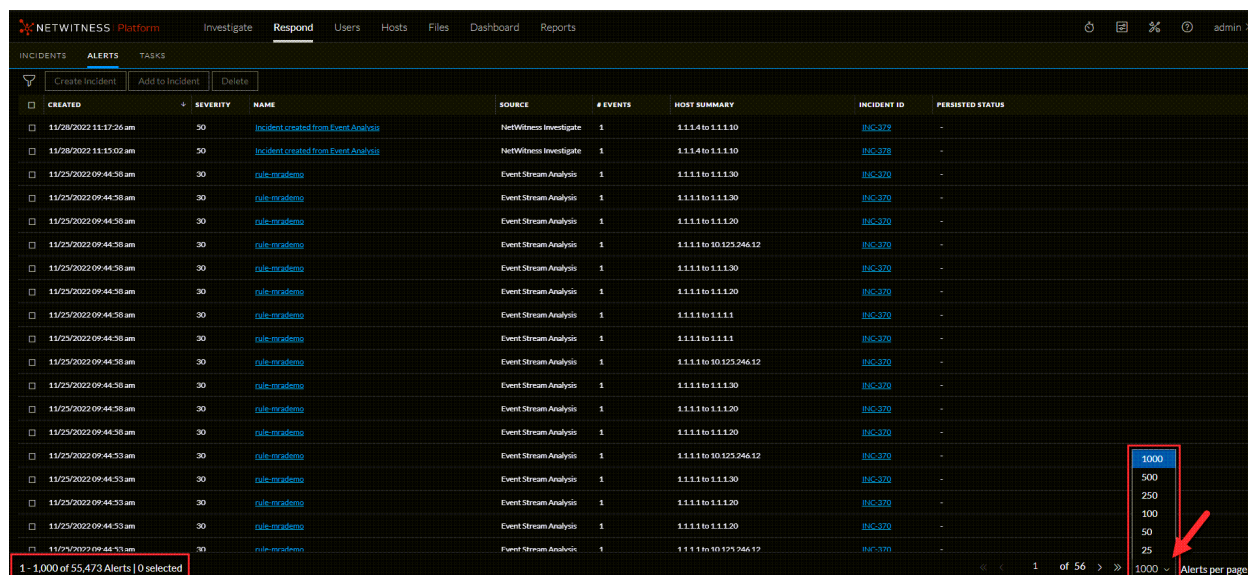 NETWITNESS Platform Investigate Respond Users Hosts Files Dashboard Reports admin
INCIDENTS ALERTS TASKS
Create Incident Add to Incident Delete
CREATED SEVERITY NAME SOURCE # EVENTS HOST SUMMARY INCIDENT ID PERSISTED STATUS
11/28/2022 11:17:26 am 50 Incident created from Event Analysis NetWitness Investigate 1 1.1.1.4 to 1.1.1.10 INC-379 -
11/28/2022 11:15:02 am 50 Incident created from Event Analysis NetWitness Investigate 1 1.1.1.4 to 1.1.1.10 INC-378 -
11/25/2022 09:44:58 am 30 rule-mrademo Event Stream Analysis 1 1.1.1.1 to 1.1.1.30 INC-370 -
11/25/2022 09:44:58 am 30 rule-mrademo Event Stream Analysis 1 1.1.1.1 to 1.1.1.30 INC-370 -
11/25/2022 09:44:58 am 30 rule-mrademo Event Stream Analysis 1 1.1.1.1 to 1.1.1.20 INC-370 -
11/25/2022 09:44:58 am 30 rule-mrademo Event Stream Analysis 1 1.1.1.1 to 10.125.246.12 INC-370 -
11/25/2022 09:44:58 am 30 rule-mrademo Event Stream Analysis 1 1.1.1.1 to 1.1.1.30 INC-370 -
11/25/2022 09:44:58 am 30 rule-mrademo Event Stream Analysis 1 1.1.1.1 to 1.1.1.20 INC-370 -
11/25/2022 09:44:58 am 30 rule-mrademo Event Stream Analysis 1 1.1.1.1 to 1.1.1.1 INC-370 -
11/25/2022 09:44:58 am 30 rule-mrademo Event Stream Analysis 1 1.1.1.1 to 1.1.1.1 INC-370 -
11/25/2022 09:44:58 am 30 rule-mrademo Event Stream Analysis 1 1.1.1.1 to 10.125.246.12 INC-370 -
11/25/2022 09:44:58 am 30 rule-mrademo Event Stream Analysis 1 1.1.1.1 to 1.1.1.30 INC-370 -
11/25/2022 09:44:58 am 30 rule-mrademo Event Stream Analysis 1 1.1.1.1 to 1.1.1.20 INC-370 -
11/25/2022 09:44:58 am 30 rule-mrademo Event Stream Analysis 1 1.1.1.1 to 1.1.1.20 INC-370 -
11/25/2022 09:44:53 am 30 rule-mrademo Event Stream Analysis 1 1.1.1.1 to 10.125.246.12 INC-370 - 1000
11/25/2022 09:44:53 am 30 rule-mrademo Event Stream Analysis 1 1.1.1.1 to 1.1.1.30 INC-370 - 500
250
11/25/2022 09:44:53 am 30 rule-mrademo Event Stream Analysis 1 1.1.1.1 to 1.1.1.20 INC-370 -
100
11/25/2022 09:44:53 am 30 rule-mrademo Event Stream Analysis 1 1.1.1.1 to 1.1.1.20 INC-370 -
50
11/25/2022 09:44:53 am 30 rule-mrademo Event Stream Analysis 1 1.1.1.1 to 10.125.246.12 INC-370 - 25
1 - 1,000 of 55,473 Alerts | 0 selected « ‹ 1 of 56 › » 1000 Alerts per page